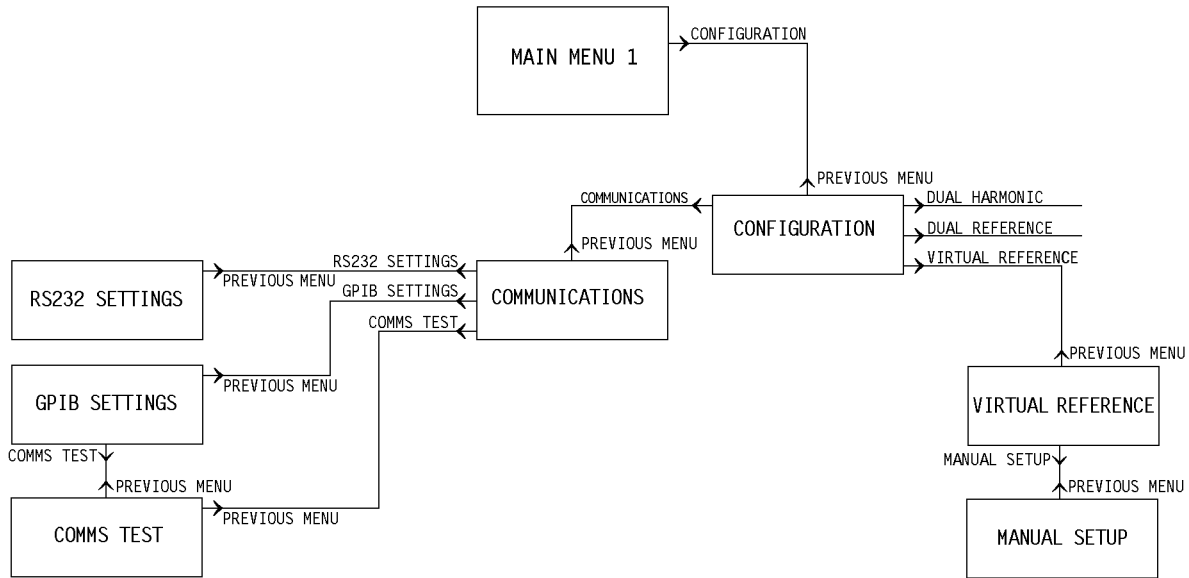 MAIN MENU 1
CONFIGURATION
PREVIOUS MENU
COMMUNICATIONS
CONFIGURATION
DUAL HARMONIC
DUAL REFERENCE
VIRTUAL REFERENCE
PREVIOUS MENU
RS232 SETTINGS
GPIB SETTINGS
COMMS TEST
COMMUNICATIONS
RS232 SETTINGS
PREVIOUS MENU
GPIB SETTINGS
PREVIOUS MENU
COMMS TEST
PREVIOUS MENU
COMMS TEST
PREVIOUS MENU
PREVIOUS MENU
VIRTUAL REFERENCE
MANUAL SETUP
PREVIOUS MENU
MANUAL SETUP